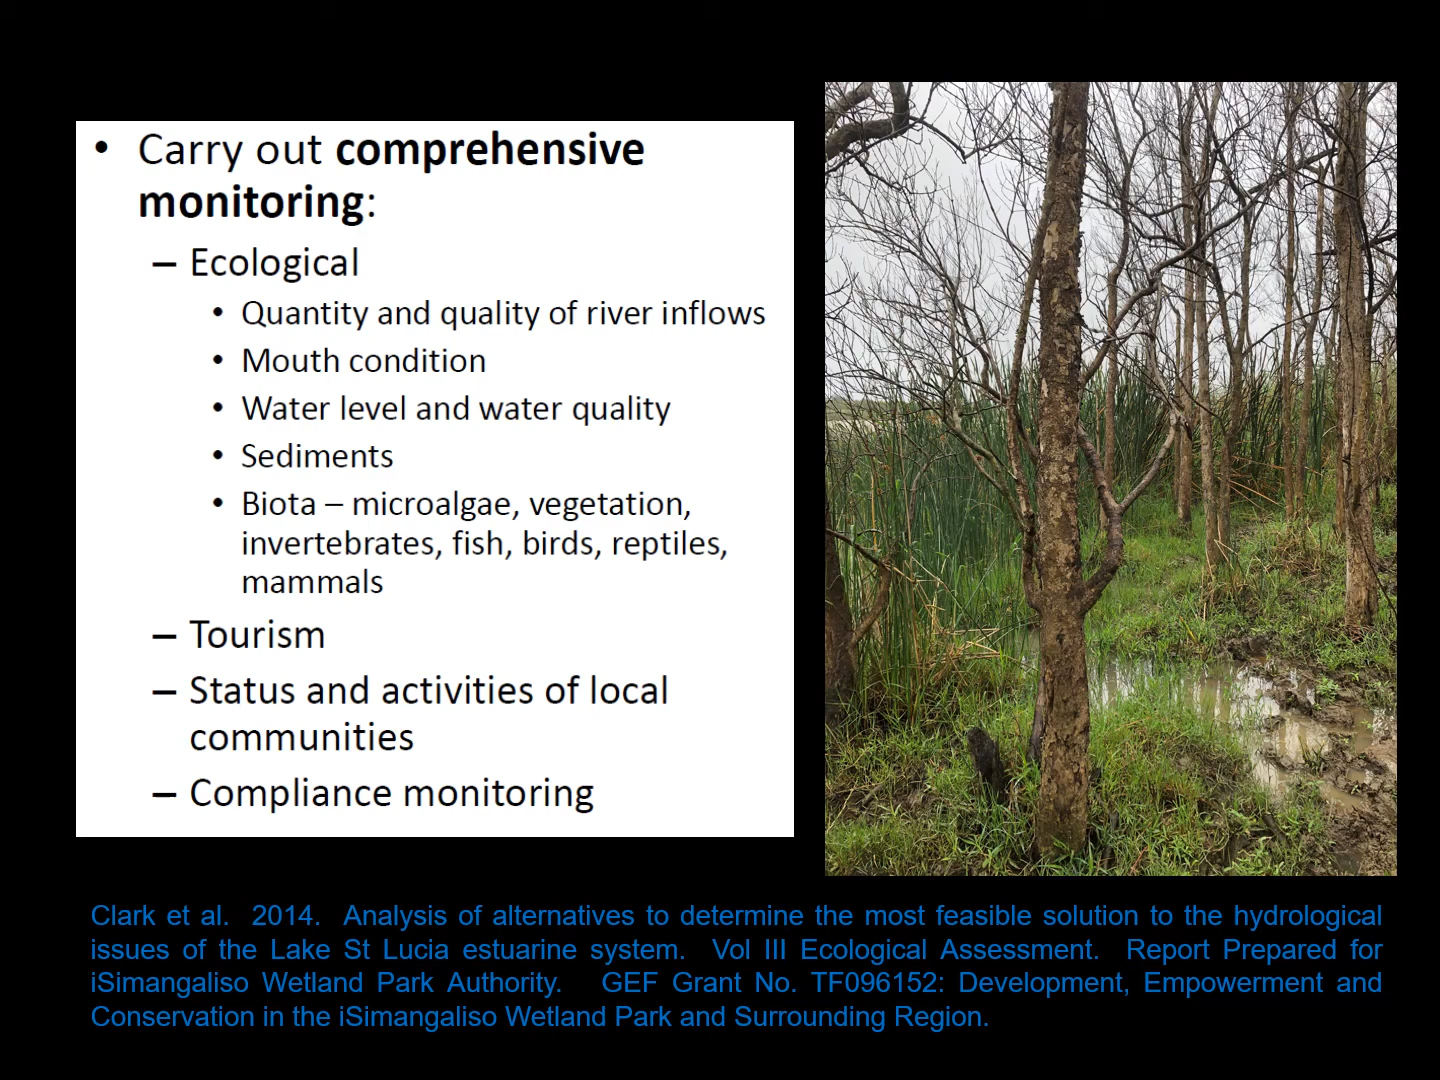 • Carry out comprehensive
monitoring:
– Ecological
• Quantity and quality of river inflows
• Mouth condition
• Water level and water quality
• Sediments
• Biota – microalgae, vegetation,
invertebrates, fish, birds, reptiles,
mammals
– Tourism
– Status and activities of local
communities
– Compliance monitoring
Clark et al. 2014. Analysis of alternatives to determine the most feasible solution to the hydrological
issues of the Lake St Lucia estuarine system. Vol III Ecological Assessment. Report Prepared for
iSimangaliso Wetland Park Authority. GEF Grant No. TF096152: Development, Empowerment and
Conservation in the iSimangaliso Wetland Park and Surrounding Region.